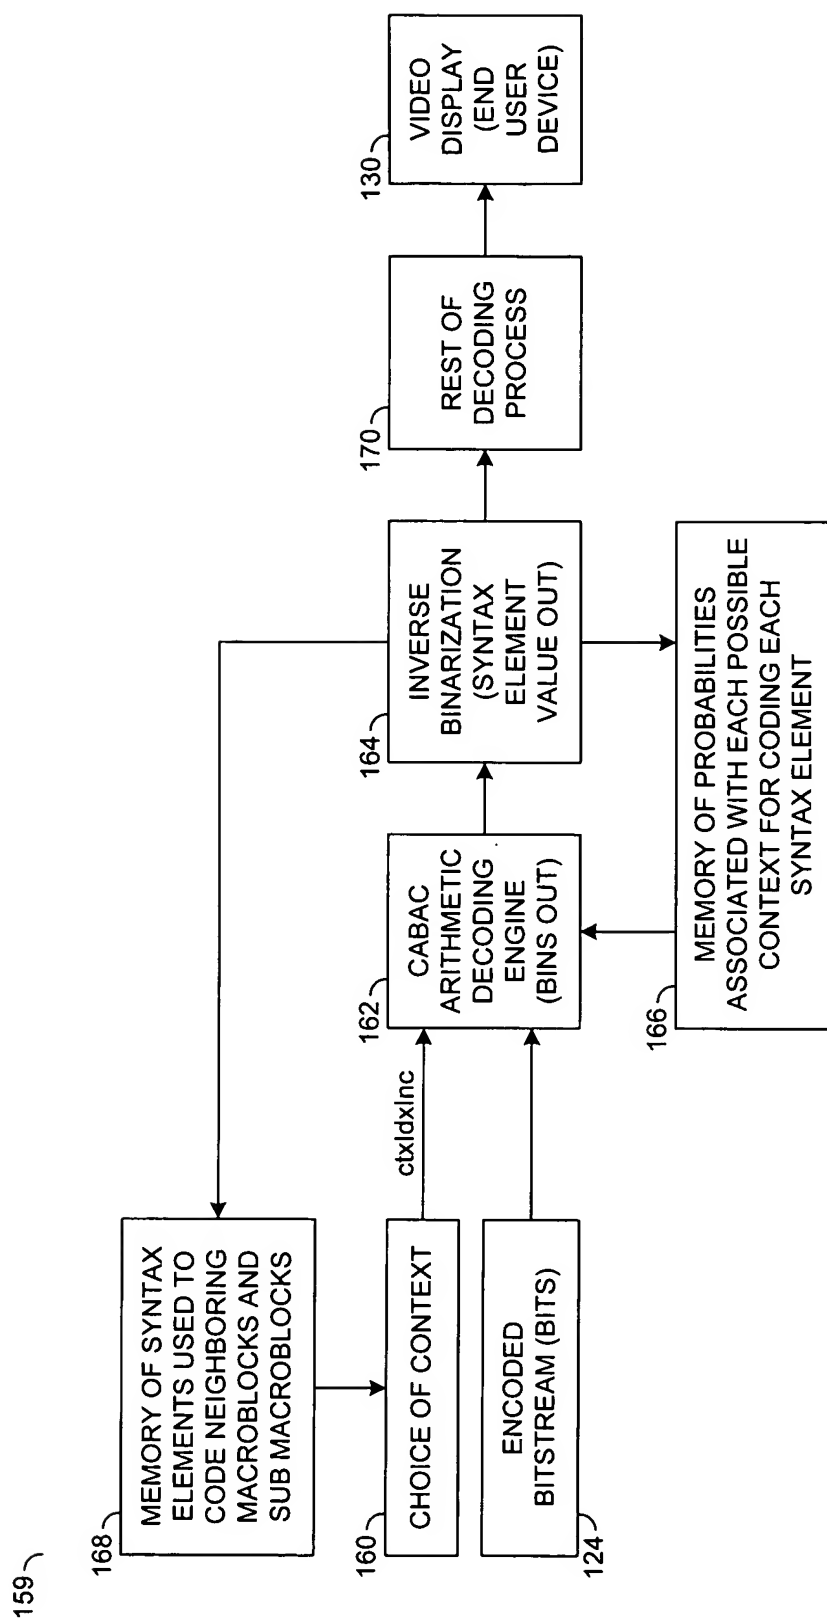 159
168
MEMORY OF SYNTAX
ELEMENTS USED TO
CODE NEIGHBORING
MACROBLOCKS AND
SUB MACROBLOCKS
160
CHOICE OF CONTEXT
ctxIdxInc
124
ENCODED
BITSTREAM (BITS)
162
CABAC
ARITHMETIC
DECODING
ENGINE
(BINS OUT)
164
INVERSE
BINARIZATION
(SYNTAX
ELEMENT
VALUE OUT)
166
MEMORY OF PROBABILITIES
ASSOCIATED WITH EACH POSSIBLE
CONTEXT FOR CODING EACH
SYNTAX ELEMENT
170
REST OF
DECODING
PROCESS
130
VIDEO
DISPLAY
(END
USER
DEVICE)